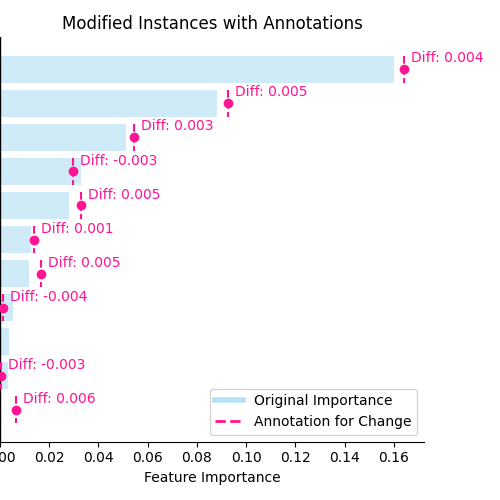 Modified Instances with Annotations
Diff: 0.004
Diff: 0.005
Diff: 0.003
Diff: -0.003
Diff: 0.005
Diff: 0.001
Diff: 0.005
Diff: -0.004
Diff: -0.003
Diff: 0.006
Original Importance
Annotation for Change
00 0.02 0.04 0.06 0.08 0.10 0.12 0.14 0.16
Feature Importance